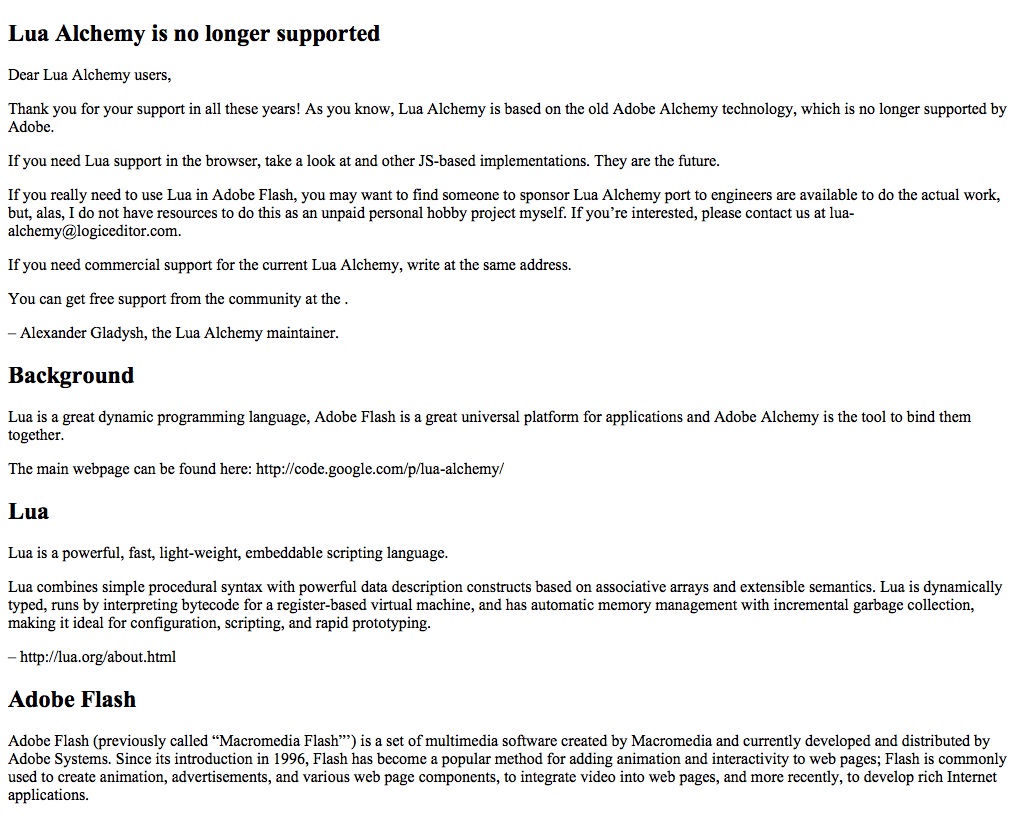 Lua Alchemy is no longer supported
Dear Lua Alchemy users,
Thank you for your support in all these years! As you know, Lua Alchemy is based on the old Adobe Alchemy technology, which is no longer supported by
Adobe.
If you need Lua support in the browser, take a look at and other JS-based implementations. They are the future.
If you really need to use Lua in Adobe Flash, you may want to find someone to sponsor Lua Alchemy port to engineers are available to do the actual work,
but, alas, I do not have resources to do this as an unpaid personal hobby project myself. If you’re interested, please contact us at lua-
alchemy@logiceditor.com.
If you need commercial support for the current Lua Alchemy, write at the same address.
You can get free support from the community at the .
– Alexander Gladysh, the Lua Alchemy maintainer.
Background
Lua is a great dynamic programming language, Adobe Flash is a great universal platform for applications and Adobe Alchemy is the tool to bind them
together.
The main webpage can be found here: http://code.google.com/p/lua-alchemy/
Lua
Lua is a powerful, fast, light-weight, embeddable scripting language.
Lua combines simple procedural syntax with powerful data description constructs based on associative arrays and extensible semantics. Lua is dynamically
typed, runs by interpreting bytecode for a register-based virtual machine, and has automatic memory management with incremental garbage collection,
making it ideal for configuration, scripting, and rapid prototyping.
– http://lua.org/about.html
Adobe Flash
Adobe Flash (previously called “Macromedia Flash”’) is a set of multimedia software created by Macromedia and currently developed and distributed by
Adobe Systems. Since its introduction in 1996, Flash has become a popular method for adding animation and interactivity to web pages; Flash is commonly
used to create animation, advertisements, and various web page components, to integrate video into web pages, and more recently, to develop rich Internet
applications.